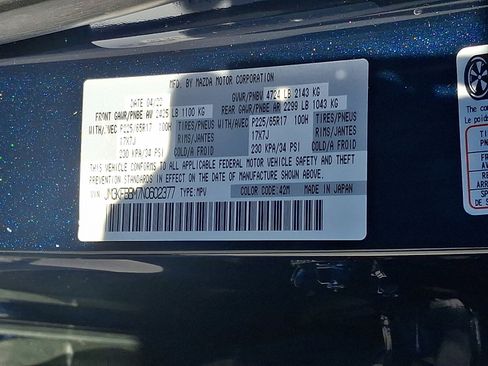 MFD. BY MAZDA MOTOR CORPORATION
DATE 04/22 GVWR/PNBV 4724 LB 2143 KG
FRONT GAWR/PNBE AV 2425 LB 1100 KG REAR GAWR/PNBE AR 2299 LB 1043 KG
WITH/AVEC P225/65R17 100H TIRES/PNEUS WITH/AVEC P225/65R17 100H TIRES/PNEUS
17X7J RIMS/JANTES 17X7J RIMS/JANTES
230 KPA/34 PSI COLD/A FROID 230 KPA/34 PSI COLD/A FROID
THIS VEHICLE CONFORMS TO ALL APPLICABLE FEDERAL MOTOR VEHICLE SAFETY AND THEFT
PREVENTION STANDARDS IN EFFECT ON THE DATE OF MANUFACTURE SHOWN ABOVE.
TYPE:MPV COLOR CODE:42M MADE IN JAPAN
The co
Le poids